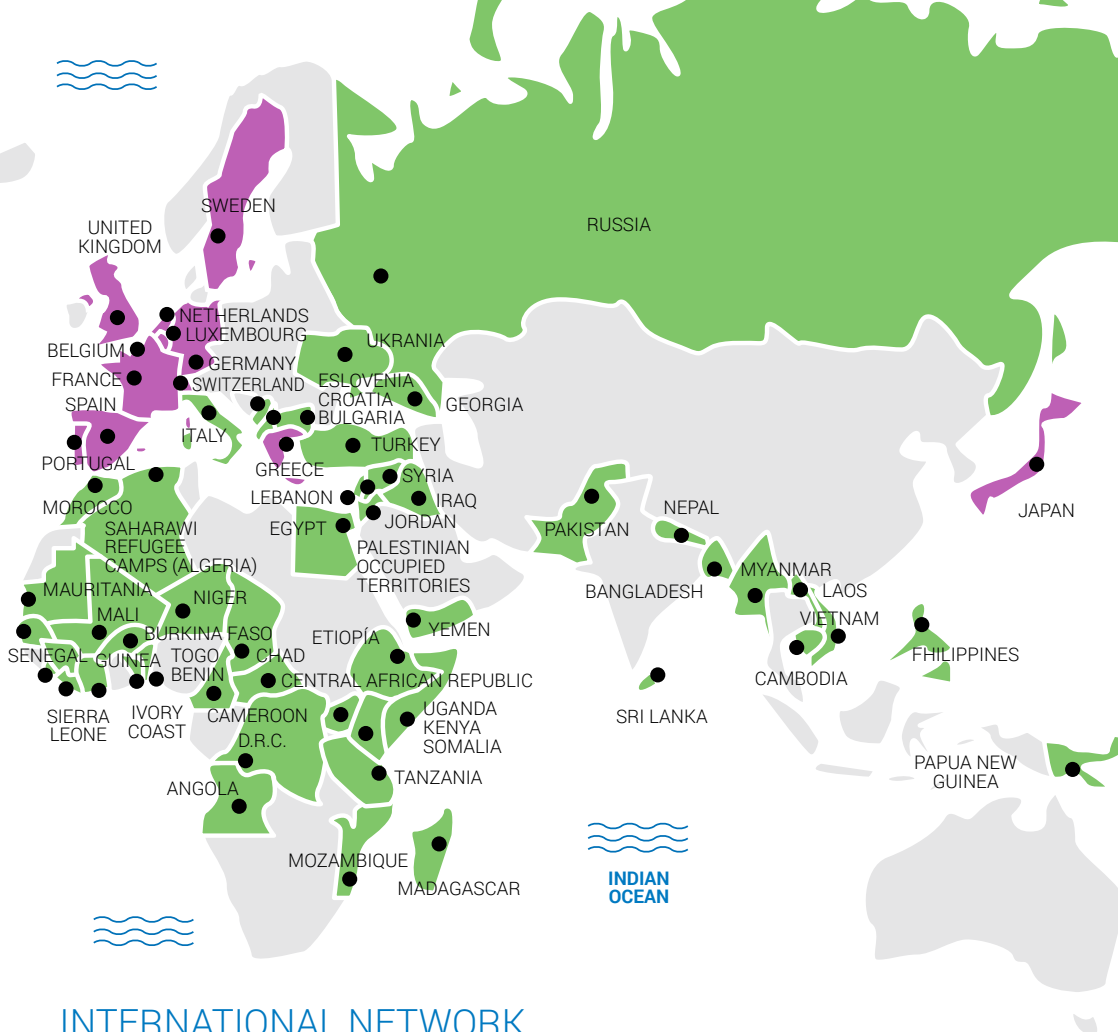 SWEDEN
RUSSIA
UNITED
KINGDOM
NETHERLANDS
LUXEMBOURG
UKRANIA
BELGIUM
GERMANY
FRANCE
SWITZERLAND
ESLOVENIA
CROATIA
BULGARIA
GEORGIA
SPAIN
ITALY
TURKEY
PORTUGAL
GREECE
SYRIA
LEBANON
IRAQ
MOROCCO
JORDAN
NEPAL
JAPAN
SAHARAWI
REFUGEE
CAMPS (ALGERIA)
EGYPT
PAKISTAN
PALESTINIAN
OCCUPIED
TERRITORIES
MYANMAR
MAURITANIA
NIGER
BANGLADESH
LAOS
MALI
VIETNAM
BURKINA FASO
ETIOPÍA
YEMEN
SENEGAL
GUINEA
TOGO
BENIN
CHAD
FHILIPPINES
CENTRAL AFRICAN REPUBLIC
CAMBODIA
SIERRA
LEONE
IVORY
COAST
CAMEROON
UGANDA
KENYA
SOMALIA
SRI LANKA
D.R.C.
TANZANIA
PAPUA NEW
GUINEA
ANGOLA
MOZAMBIQUE
MADAGASCAR
INDIAN
OCEAN
INTERNATIONAL NETWORK